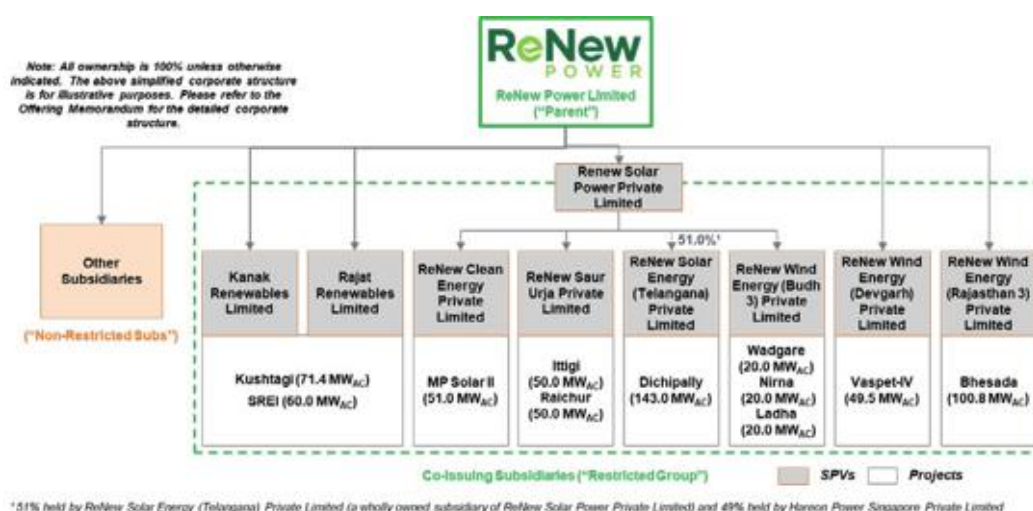 Note: All ownership is 100% unless otherwise
indicated. The above simplified corporate structure
is for illustrative purposes. Please refer to the
Offering Memorandum for the detailed corporate
structure.
ReNew
POWER
ReNew Power Limited
("Parent")
Renew Solar
Power Private
Limited
51.0%¹
Other
Subsidiaries
("Non-Restricted Subs")
Kanak
Renewables
Limited
Rajat
Renewables
Limited
ReNew Clean
Energy Private
Limited
ReNew Saur
Urja Private
Limited
ReNew Solar
Energy
(Telangana)
Private
Limited
ReNew Wind
Energy (Budh
3) Private
Limited
ReNew Wind
Energy
(Devgarh)
Private
Limited
ReNew Wind
Energy
(Rajasthan 3)
Private
Limited
Kushtagi (71.4 MWAC)
SREI (60.0 MWAC)
MP Solar II
(51.0 MWAC)
Ittigi
(50.0 MWAC)
Raichur
(50.0 MWAC)
Dichipally
(143.0 MWAC)
Wadgare
(20.0 MWAC)
Nirna
(20.0 MWAC)
Ladha
(20.0 MWAC)
Vaspet-IV
(49.5 MWAC)
Bhesada
(100.8 MWAC)
Co-Issuing Subsidiaries ("Restricted Group")
SPVs
Projects
¹ 51% held by ReNew Solar Energy (Telangana) Private Limited (a wholly owned subsidiary of ReNew Solar Power Private Limited) and 49% held by Hareon Power Singapore Private Limited